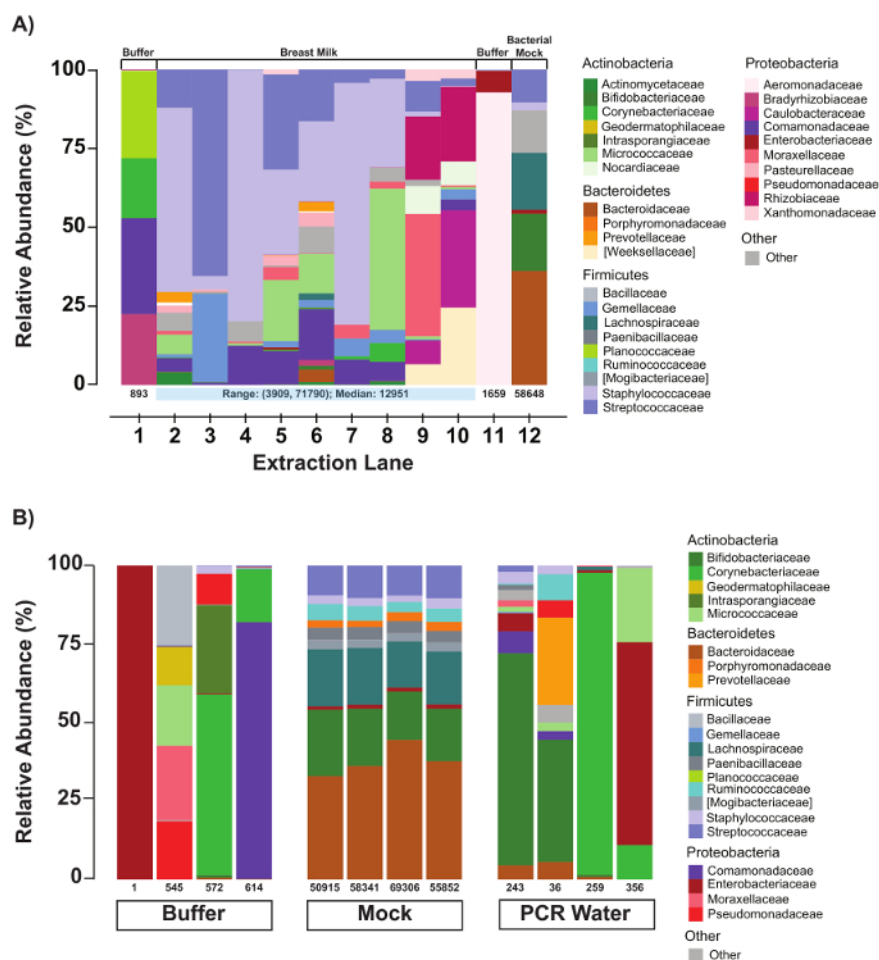 A)
Buffer
Breast Milk
Buffer
Bacterial
Mock
Relative Abundance (%)
100
75
50
25
0
893
Range: (3909, 71790); Median: 12951
1659
58648
1 2 3 4 5 6 7 8 9 10 11 12
Extraction Lane
Actinobacteria
Actinomycetaceae
Bifidobacteriaceae
Corynebacteriaceae
Geodermatophilaceae
Intrasporangiaceae
Micrococcaceae
Nocardiaceae
Bacteroidetes
Bacteroidaceae
Porphyromonadaceae
Prevotellaceae
[Weeksellaceae]
Firmicutes
Bacillaceae
Gemellaceae
Lachnospiraceae
Paenibacillaceae
Planococcaceae
Ruminococcaceae
[Mogibacteriaceae]
Staphylococcaceae
Streptococcaceae
Proteobacteria
Aeromonadaceae
Bradyrhizobiaceae
Caulobacteraceae
Comamonadaceae
Enterobacteriaceae
Moraxellaceae
Pasteurellaceae
Pseudomonadaceae
Rhizobiaceae
Xanthomonadaceae
Other
Other
B)
Relative Abundance (%)
100
75
50
25
0
1 545 572 614
50915 58341 69306 55852
243 36 259 356
Buffer
Mock
PCR Water
Actinobacteria
Bifidobacteriaceae
Corynebacteriaceae
Geodermatophilaceae
Intrasporangiaceae
Micrococcaceae
Bacteroidetes
Bacteroidaceae
Porphyromonadaceae
Prevotellaceae
Firmicutes
Bacillaceae
Gemellaceae
Lachnospiraceae
Paenibacillaceae
Planococcaceae
Ruminococcaceae
[Mogibacteriaceae]
Staphylococcaceae
Streptococcaceae
Proteobacteria
Comamonadaceae
Enterobacteriaceae
Moraxellaceae
Pseudomonadaceae
Other
Other